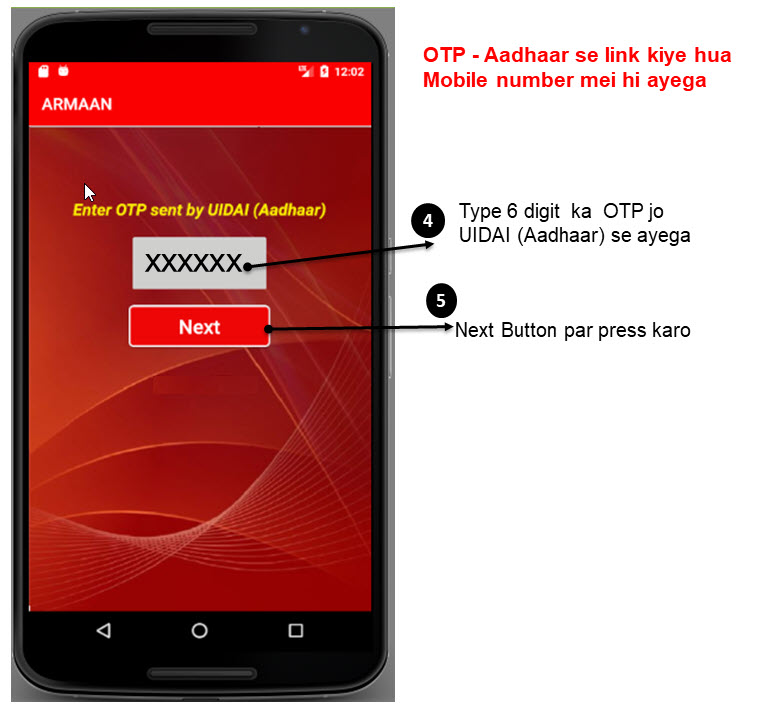 OTP - Aadhaar se link kiye hua
Mobile number mei hi ayega
12:02
ARMAAN
Enter OTP sent by UIDAI (Aadhaar)
XXXXXX
Next
4
Type 6 digit ka OTP jo
UIDAI (Aadhaar) se ayega
5
Next Button par press karo